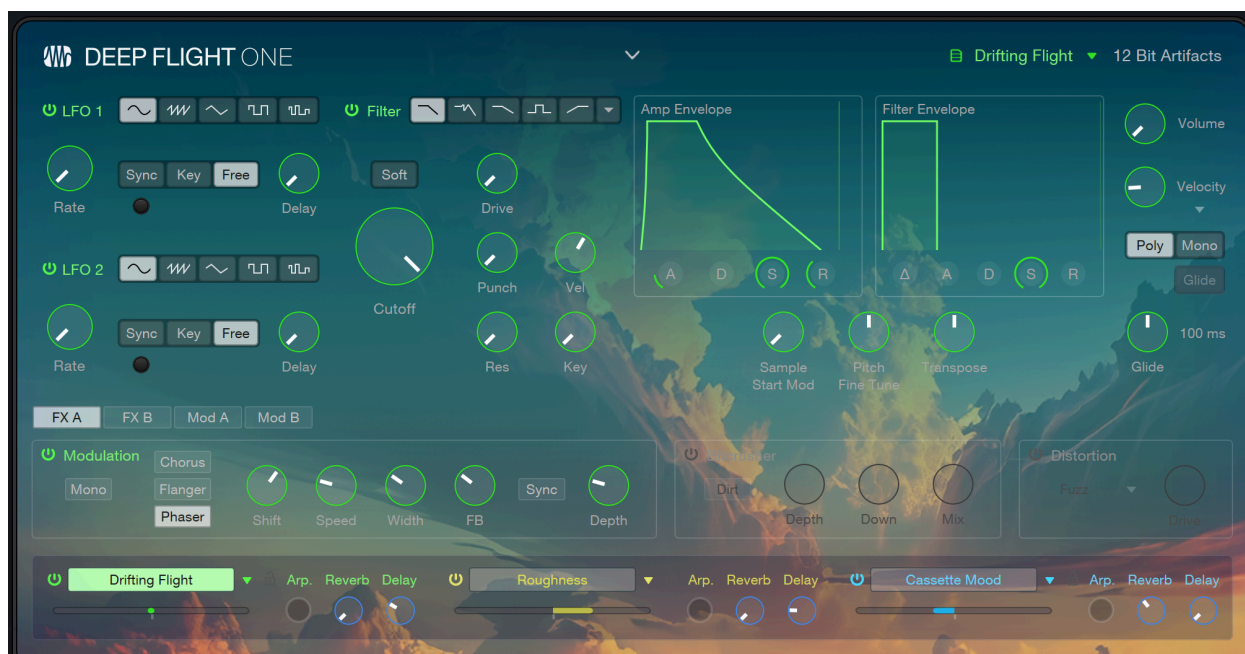 DEEP FLIGHT ONE
Drifting Flight
12 Bit Artifacts
LFO 1
Filter
Amp Envelope
Filter Envelope
Volume
Sync Key Free
Soft
Rate
Delay
Drive
Velocity
Poly Mono
LFO 2
Punch
Vel
A D S R
Δ A D S R
Glide
Cutoff
Sync Key Free
100 ms
Rate
Delay
Res
Key
Sample
Start Mod
Pitch
Fine Tune
Transpose
Glide
FX A FX B Mod A Mod B
Modulation
Chorus
Distortion
Mono
Flanger
Sync
Dirt
Fuzz
Phaser
Shift Speed Width FB Depth
Depth Down Mix
Drive
Drifting Flight Arp. Reverb Delay
Roughness Arp. Reverb Delay
Cassette Mood Arp. Reverb Delay